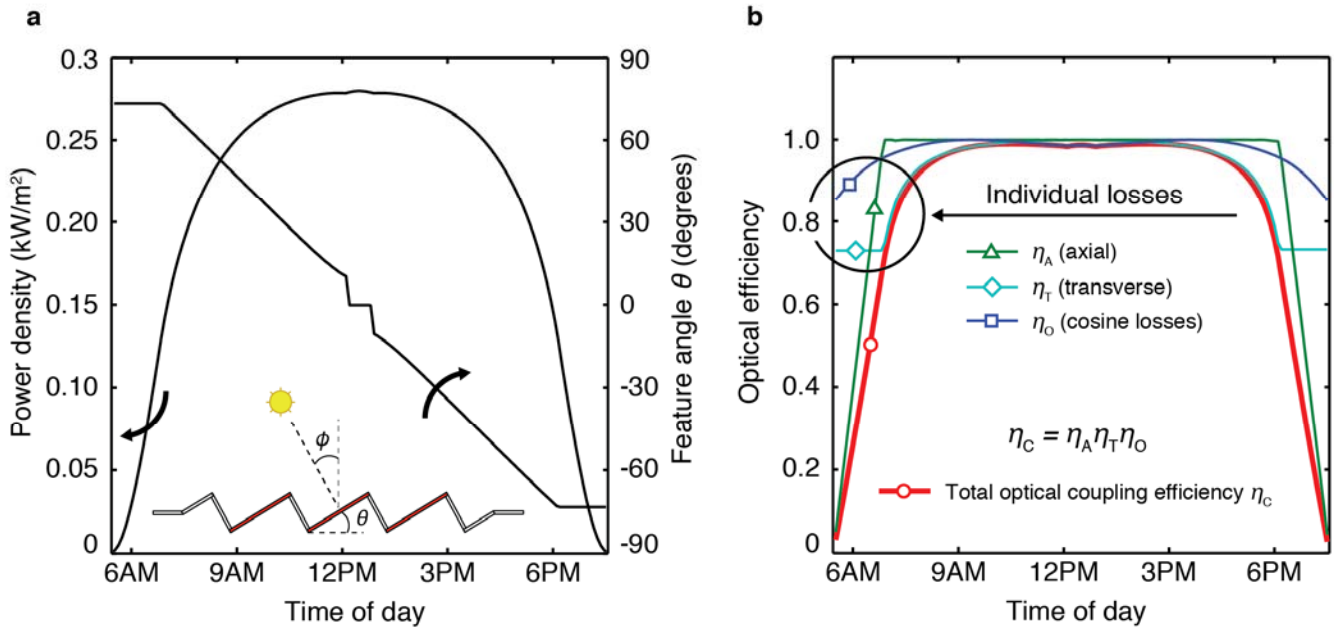 a
Power density (kW/m²)
0.3
0.25
0.20
0.15
0.10
0.05
0
90
60
30
0
-30
-60
-90
Feature angle θ (degrees)
ϕ
θ
6AM
9AM
12PM
3PM
6PM
Time of day
b
Optical efficiency
1.0
0.8
0.6
0.4
0.2
0
Individual losses
η_A (axial)
η_T (transverse)
η_O (cosine losses)
η_C = η_Aη_Tη_O
Total optical coupling efficiency η_C
6AM
9AM
12PM
3PM
6PM
Time of day